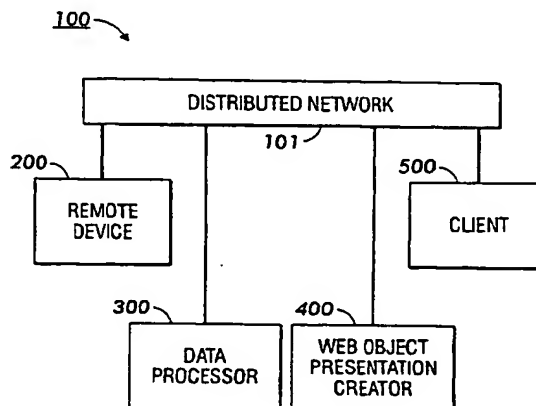 100
DISTRIBUTED NETWORK
101
200
REMOTE
DEVICE
500
CLIENT
300
DATA
PROCESSOR
400
WEB OBJECT
PRESENTATION
CREATOR